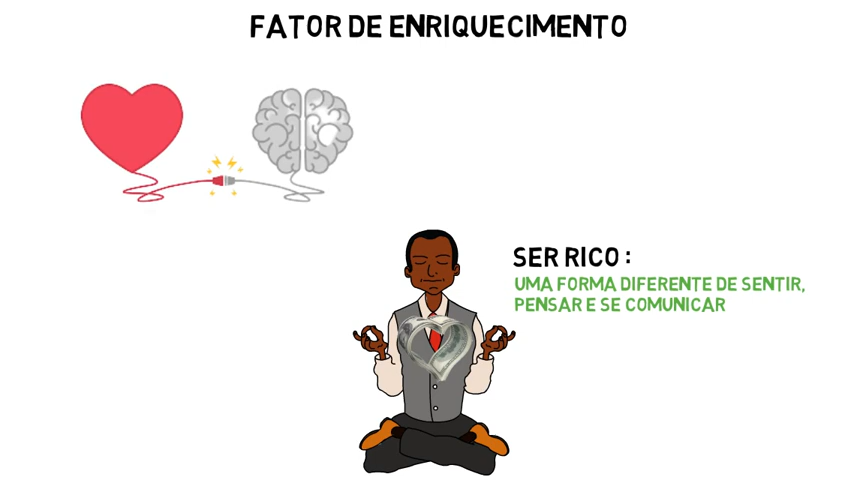 FATOR DE ENRIQUECIMENTO
SER RICO :
UMA FORMA DIFERENTE DE SENTIR,
PENSAR E SE COMUNICAR